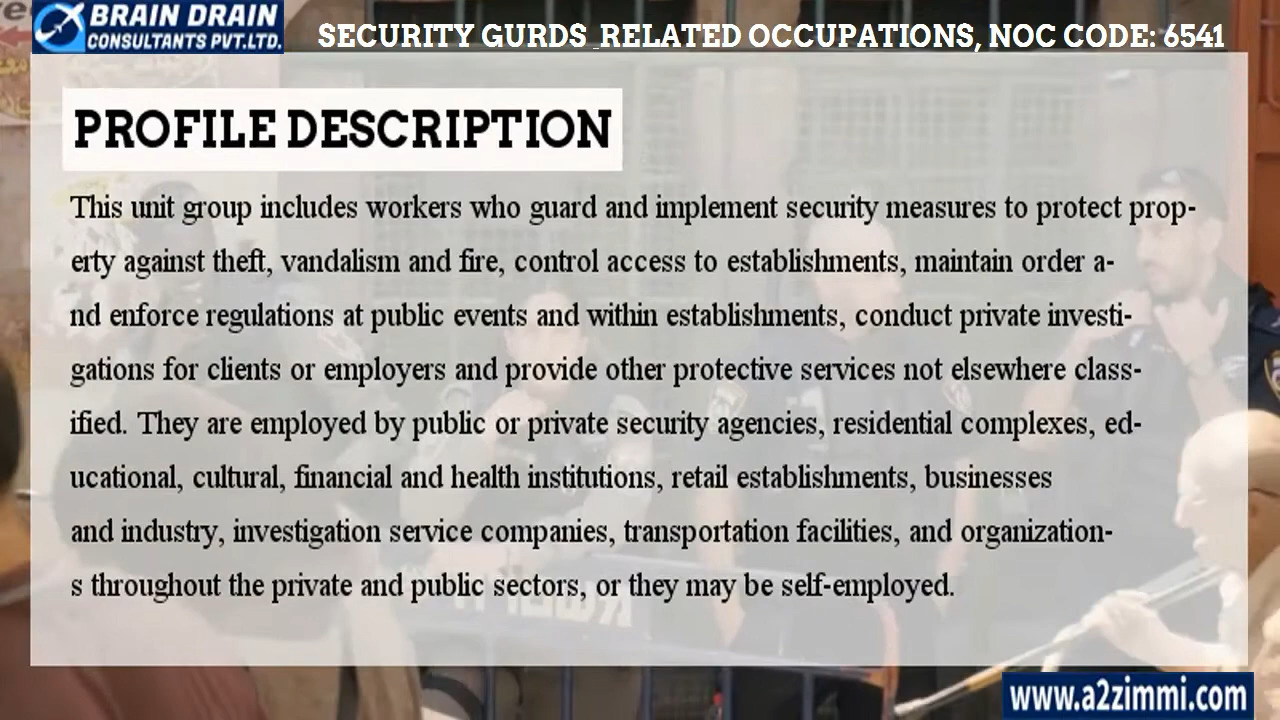 BRAIN DRAIN
CONSULTANTS PVT.LTD.
SECURITY GURDS RELATED OCCUPATIONS, NOC CODE: 6541
PROFILE DESCRIPTION
This unit group includes workers who guard and implement security measures to protect prop-
erty against theft, vandalism and fire, control access to establishments, maintain order a-
nd enforce regulations at public events and within establishments, conduct private investi-
gations for clients or employers and provide other protective services not elsewhere class-
ified. They are employed by public or private security agencies, residential complexes, ed-
ucational, cultural, financial and health institutions, retail establishments, businesses
and industry, investigation service companies, transportation facilities, and organization-
s throughout the private and public sectors, or they may be self-employed.
www.a2zimmi.com